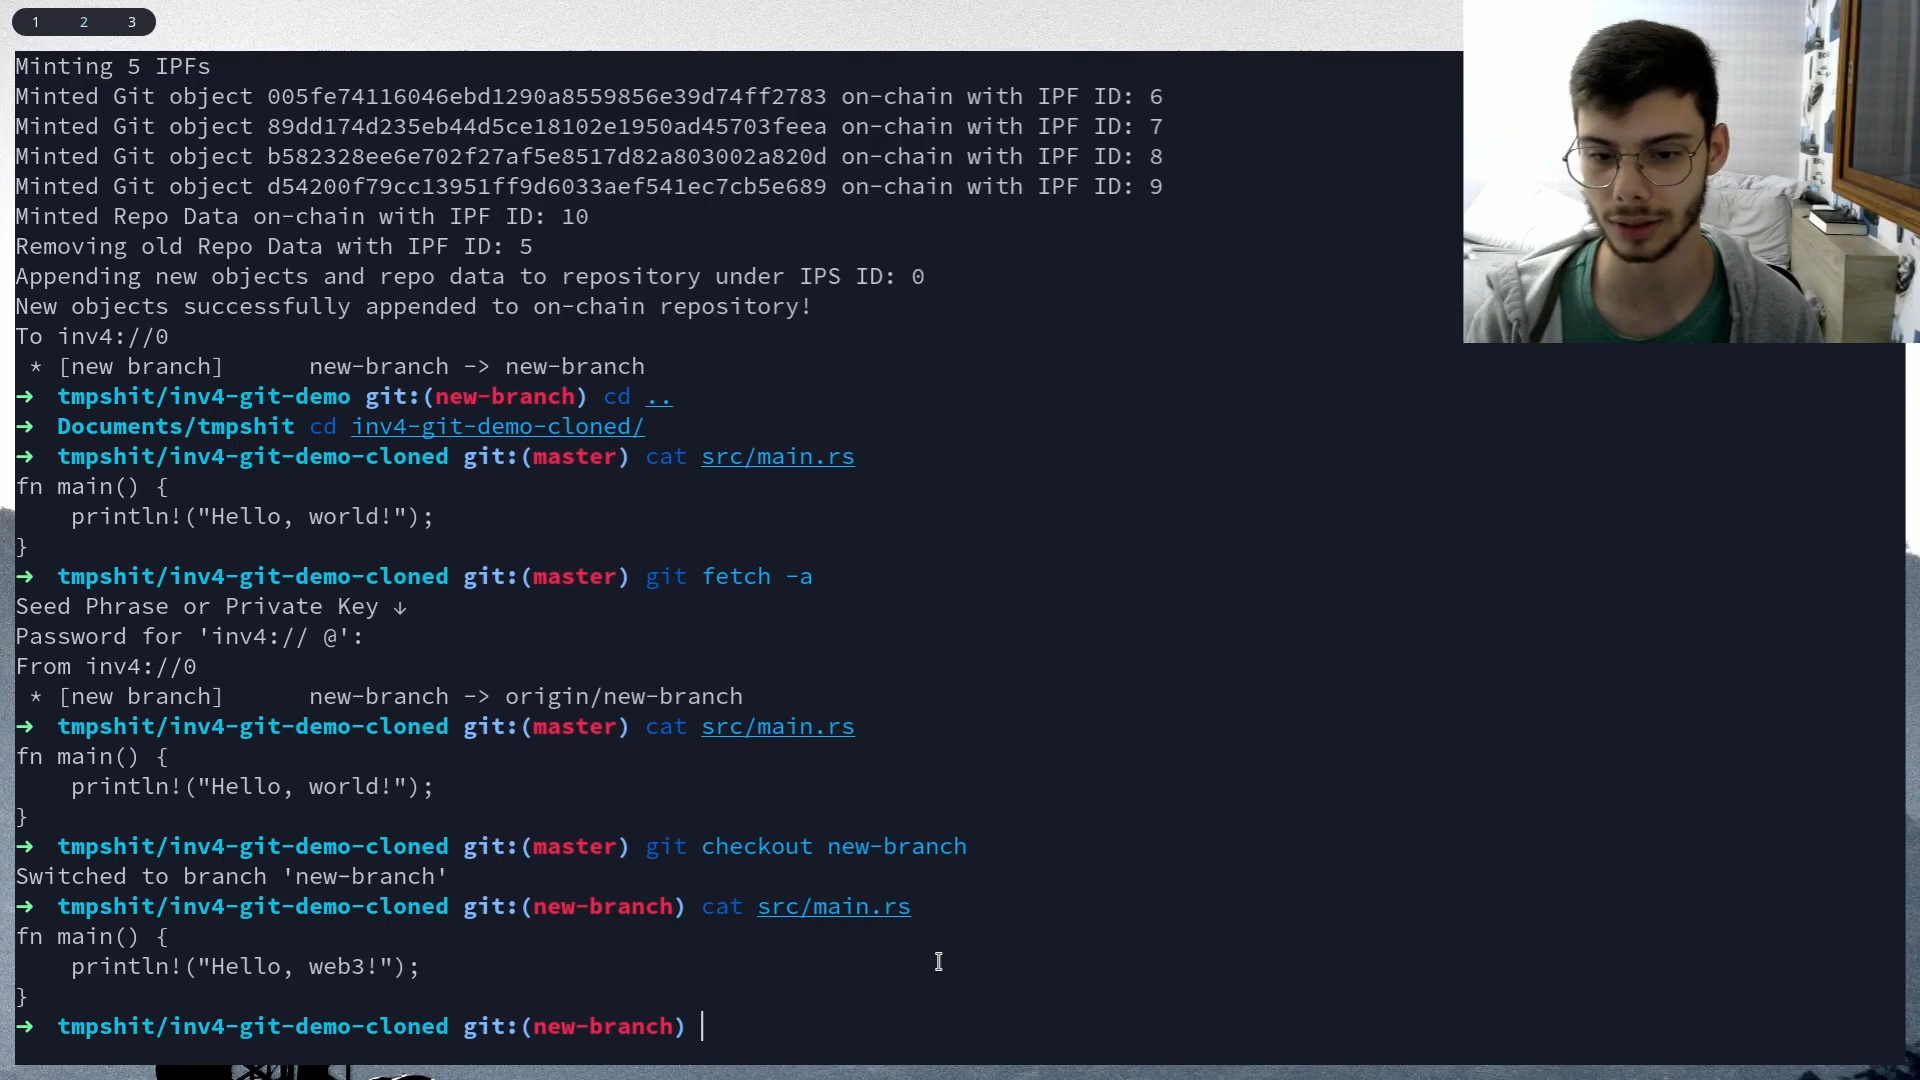 1 2 3
Minting 5 IPFs
Minted Git object 005fe74116046ebd1290a8559856e39d74ff2783 on-chain with IPF ID: 6
Minted Git object 89dd174d235eb44d5ce18102e1950ad45703feea on-chain with IPF ID: 7
Minted Git object b582328ee6e702f27af5e8517d82a803002a820d on-chain with IPF ID: 8
Minted Git object d54200f79cc13951ff9d6033aef541ec7cb5e689 on-chain with IPF ID: 9
Minted Repo Data on-chain with IPF ID: 10
Removing old Repo Data with IPF ID: 5
Appending new objects and repo data to repository under IPS ID: 0
New objects successfully appended to on-chain repository!
To inv4://0
 * [new branch]      new-branch -> new-branch
➜  tmpshit/inv4-git-demo git:(new-branch) cd ..
➜  Documents/tmpshit cd inv4-git-demo-cloned/
➜  tmpshit/inv4-git-demo-cloned git:(master) cat src/main.rs
fn main() {
    println!("Hello, world!");
}
➜  tmpshit/inv4-git-demo-cloned git:(master) git fetch -a
Seed Phrase or Private Key ↓
Password for 'inv4:// @':
From inv4://0
 * [new branch]      new-branch -> origin/new-branch
➜  tmpshit/inv4-git-demo-cloned git:(master) cat src/main.rs
fn main() {
    println!("Hello, world!");
}
➜  tmpshit/inv4-git-demo-cloned git:(master) git checkout new-branch
Switched to branch 'new-branch'
➜  tmpshit/inv4-git-demo-cloned git:(new-branch) cat src/main.rs
fn main() {
    println!("Hello, web3!");
}
➜  tmpshit/inv4-git-demo-cloned git:(new-branch)